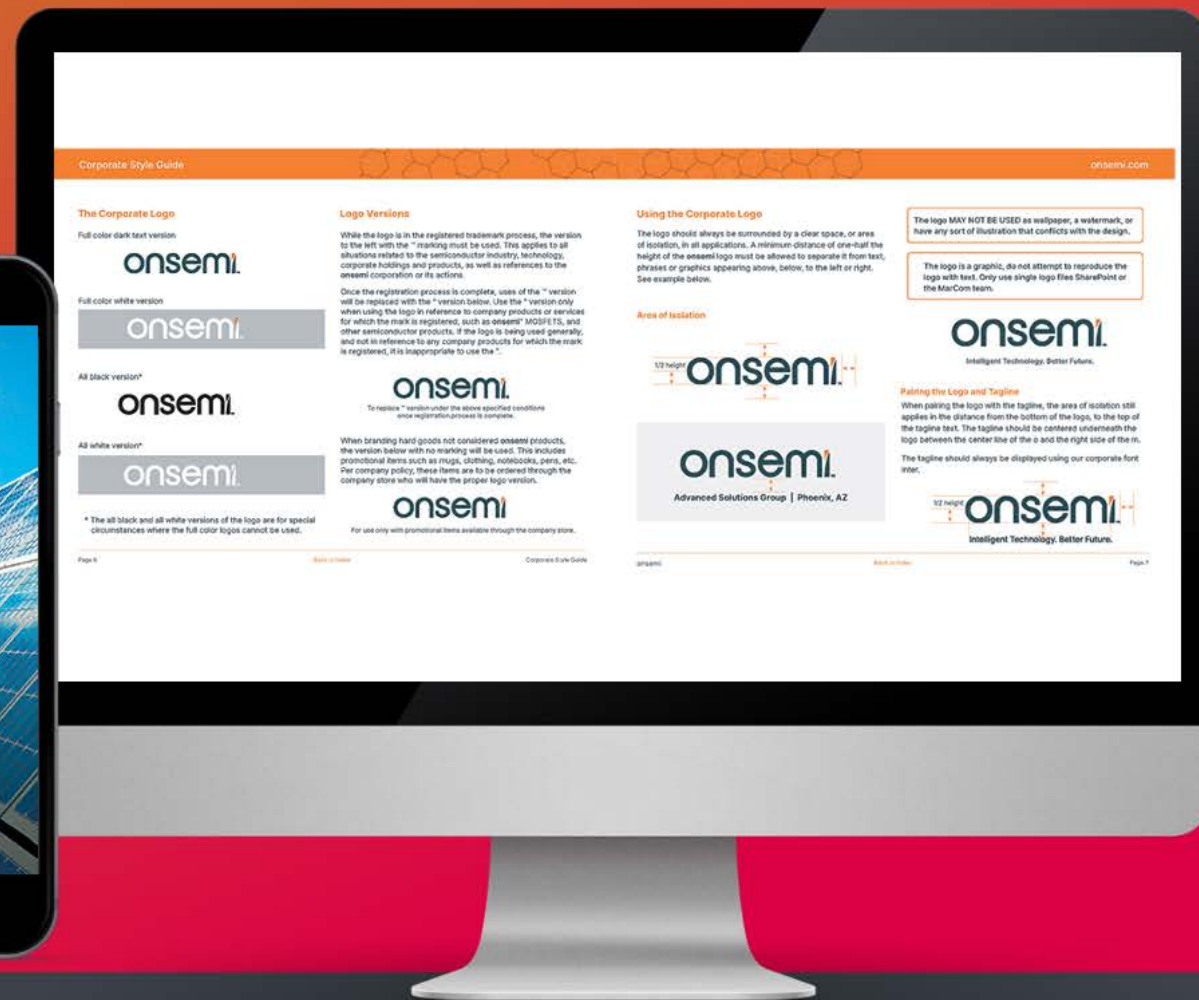 Corporate Style Guide
onsemi.com
The Corporate Logo
Full color dark text version
onsemi
Full color white version
onsemi
All black version*
onsemi
All white version*
onsemi
* The all black and all white versions of the logo are for special
circumstances where the full color logos cannot be used.
Page 6
Logo Versions
While the logo is in the registered trademark process, the version
to the left with the ™ marking must be used. This applies to all
situations related to the semiconductor industry, technology,
corporate holdings and products, as well as references to the
onsemi corporation or its actions.
Once the registration process is complete, uses of the ™ version
will be replaced with the ® version below. Use the ® version only
when using the logo in reference to company products or services
for which the mark is registered, such as onsemi® MOSFETS, and
other semiconductor products. If the logo is being used generally,
and not in reference to any company products for which the mark
is registered, it is inappropriate to use the ®.
onsemi
To replace ™ version under the above specified conditions
once registration process is complete.
When branding hard goods not considered onsemi products,
the version below with no marking will be used. This includes
promotional items such as mugs, clothing, notebooks, pens, etc.
Per company policy, these items are to be ordered through the
company store who will have the proper logo version.
onsemi
For use only with promotional items available through the company store.
Back to Index
Corporate Style Guide
Using the Corporate Logo
The logo should always be surrounded by a clear space, or area
of isolation, in all applications. A minimum distance of one-half the
height of the onsemi logo must be allowed to separate it from text,
phrases or graphics appearing above, below, to the left or right.
See example below.
Area of Isolation
1/2 height
onsemi
onsemi
Advanced Solutions Group | Phoenix, AZ
onsemi
Back to Index
The logo MAY NOT BE USED as wallpaper, a watermark, or
have any sort of illustration that conflicts with the design.
The logo is a graphic, do not attempt to reproduce the
logo with text. Only use single logo files SharePoint or
the MarCom team.
onsemi
Intelligent Technology. Better Future.
Pairing the Logo and Tagline
When pairing the logo with the tagline, the area of isolation still
applies in the distance from the bottom of the logo, to the top of
the tagline text. The tagline should be centered underneath the
logo between the center line of the o and the right side of the m.
The tagline should always be displayed using our corporate font
Inter.
1/2 height
onsemi
Intelligent Technology. Better Future.
Page 7